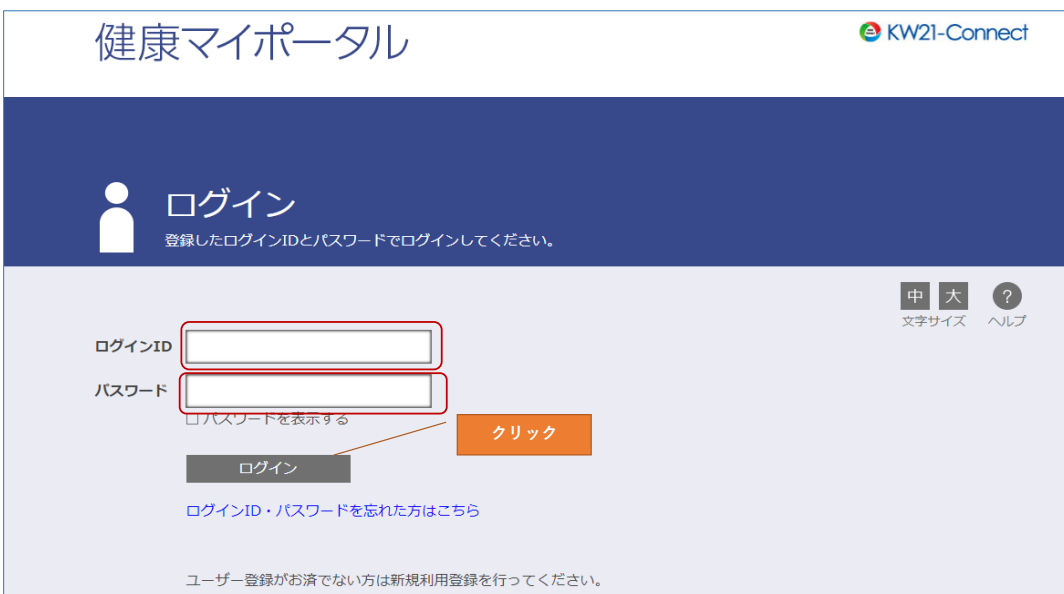 健康マイポータル
KW21-Connect
ログイン
登録したログインIDとパスワードでログインしてください。
中 大 ?
文字サイズ ヘルプ
ログインID
パスワード
パスワードを表示する
クリック
ログイン
ログインID・パスワードを忘れた方はこちら
ユーザー登録がお済でない方は新規利用登録を行ってください。